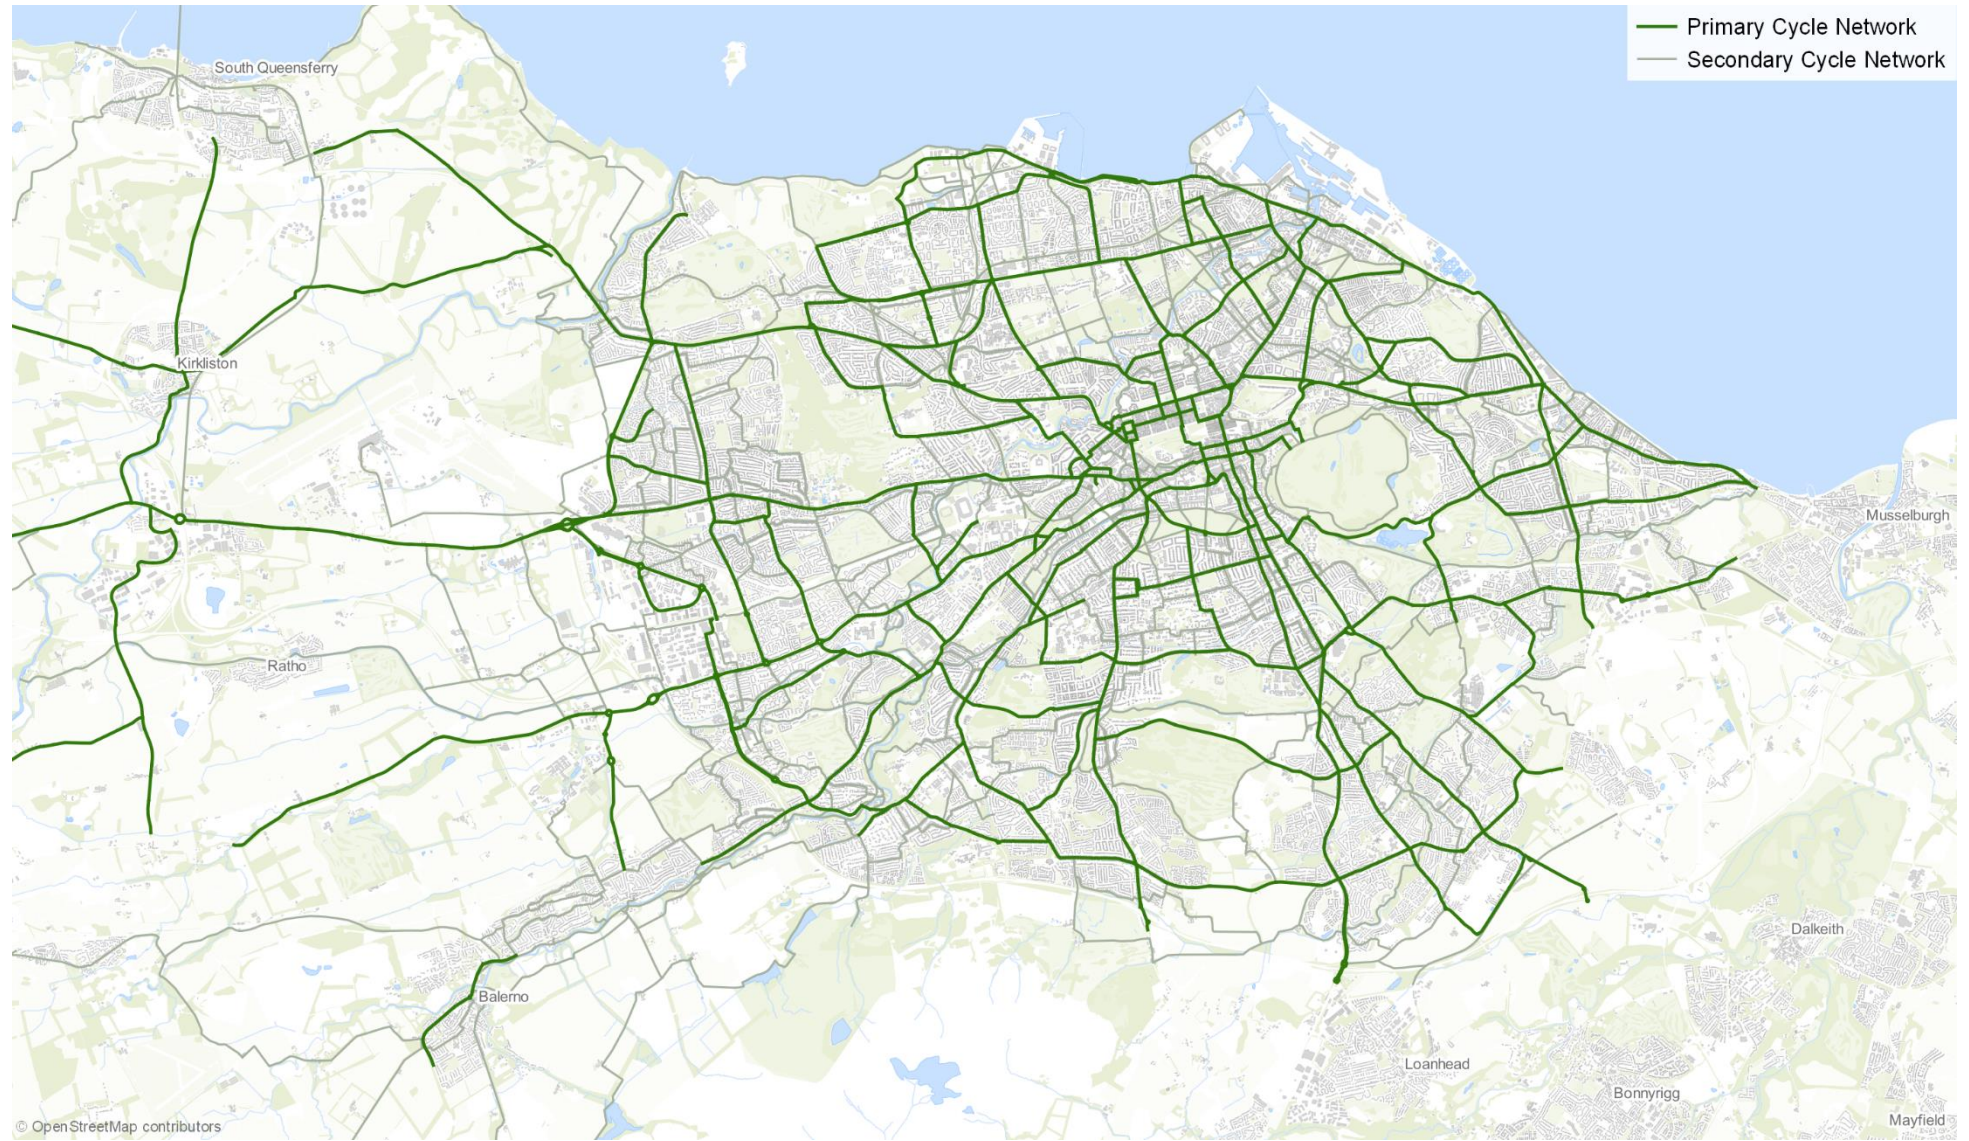 Primary Cycle Network
Secondary Cycle Network
South Queensferry
Kirkliston
Musselburgh
Ratho
Dalkeith
Balerno
Loanhead
Bonnyrigg
Mayfield
© OpenStreetMap contributors